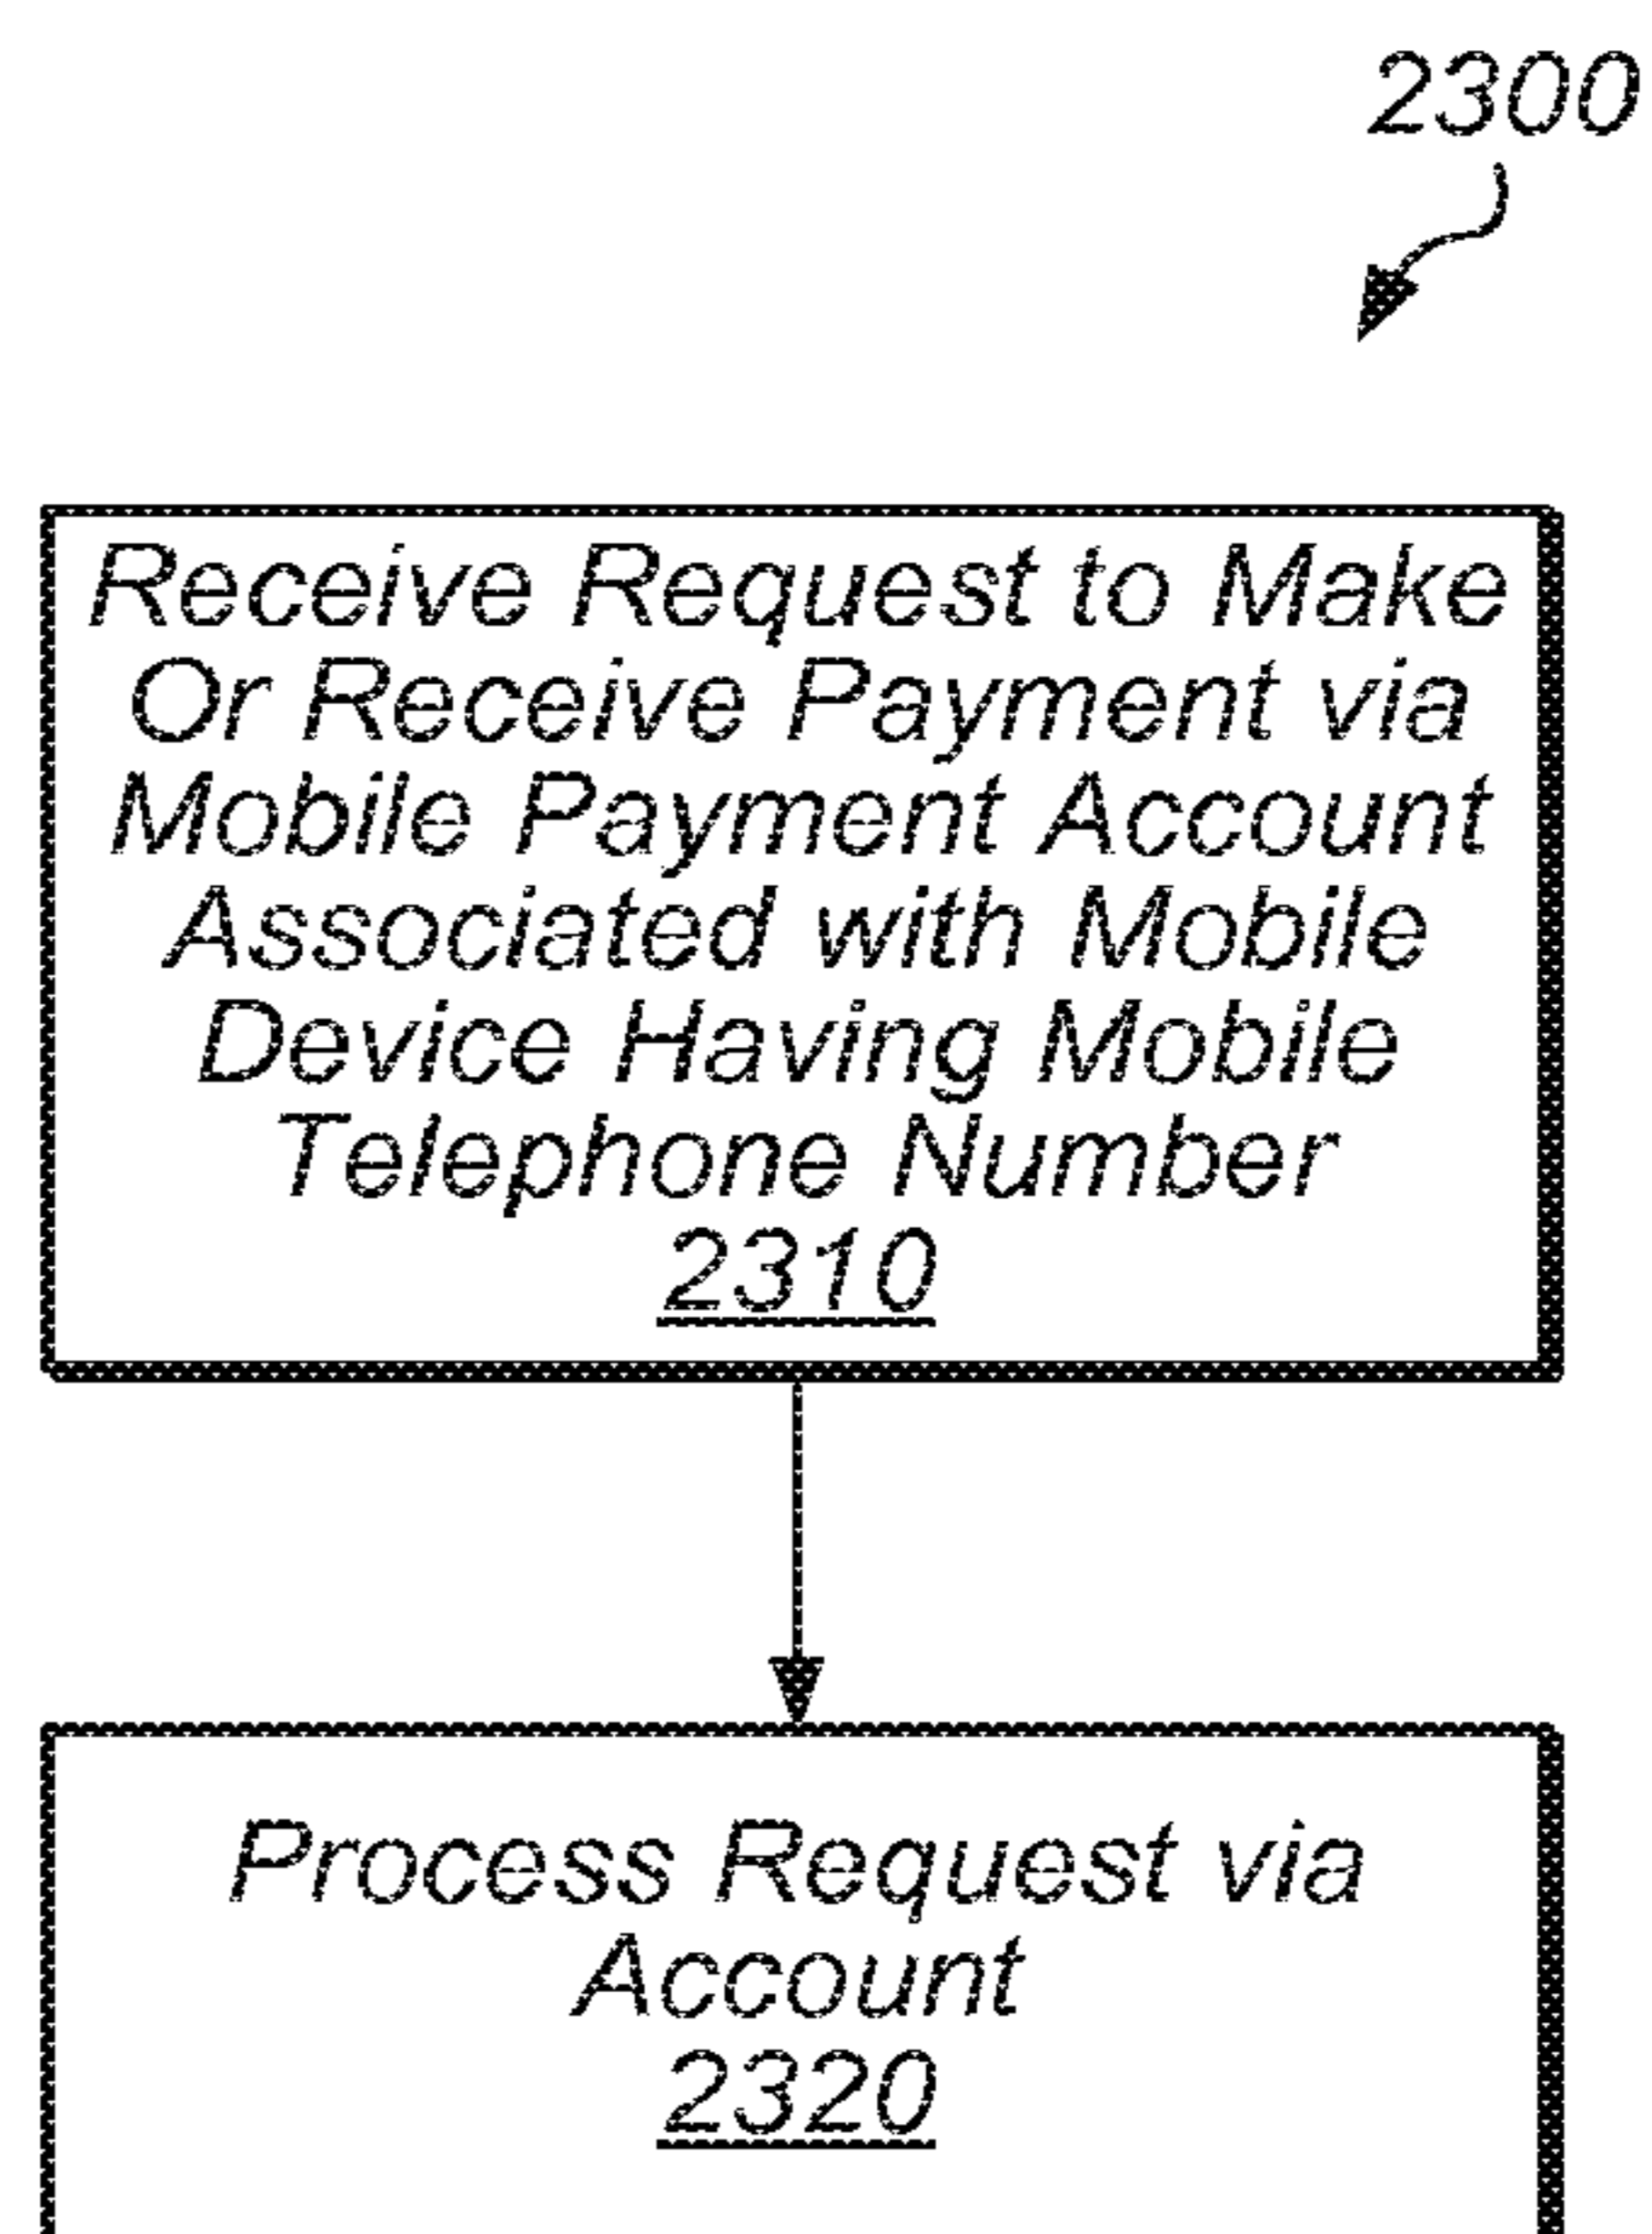 2300
Receive Request to Make
Or Receive Payment via
Mobile Payment Account
Associated with Mobile
Device Having Mobile
Telephone Number
2310
Process Request via
Account
2320